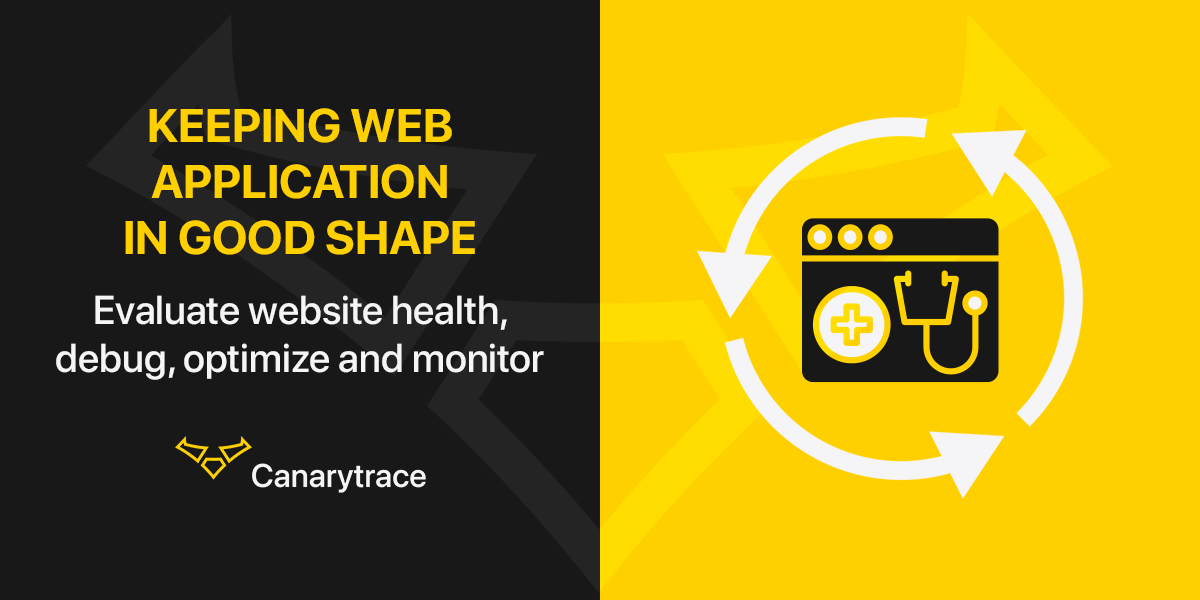 KEEPING WEB
APPLICATION
IN GOOD SHAPE
Evaluate website health,
debug, optimize and monitor
Canarytrace